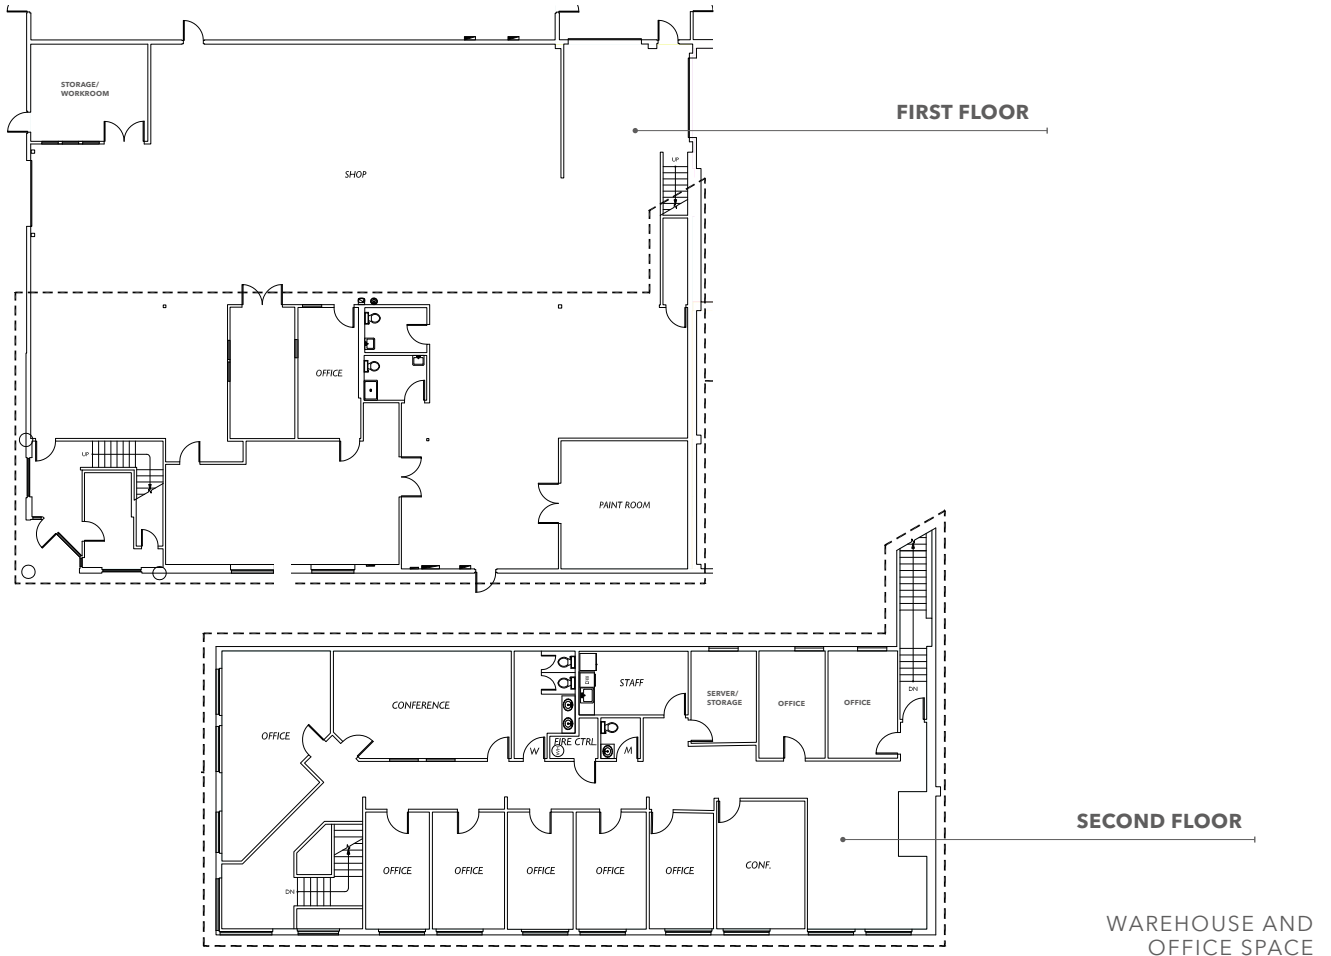 STORAGE/
WORKROOM
FIRST FLOOR
UP
SHOP
OFFICE
UP
PAINT ROOM
CONFERENCE
OFFICE
DW
STAFF
SERVER/
STORAGE
OFFICE
OFFICE
DN
FIRE CTRL.
W
M
SECOND FLOOR
OFFICE
OFFICE
OFFICE
OFFICE
OFFICE
CONF.
DN
WAREHOUSE AND
OFFICE SPACE